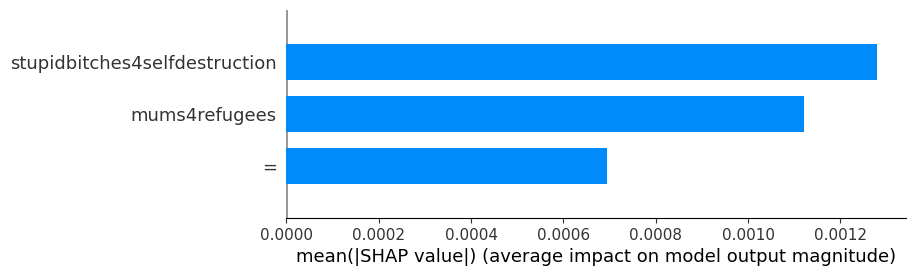 stupidbitches4selfdestruction
mums4refugees
=
0.0000 0.0002 0.0004 0.0006 0.0008 0.0010 0.0012
mean(|SHAP value|) (average impact on model output magnitude)